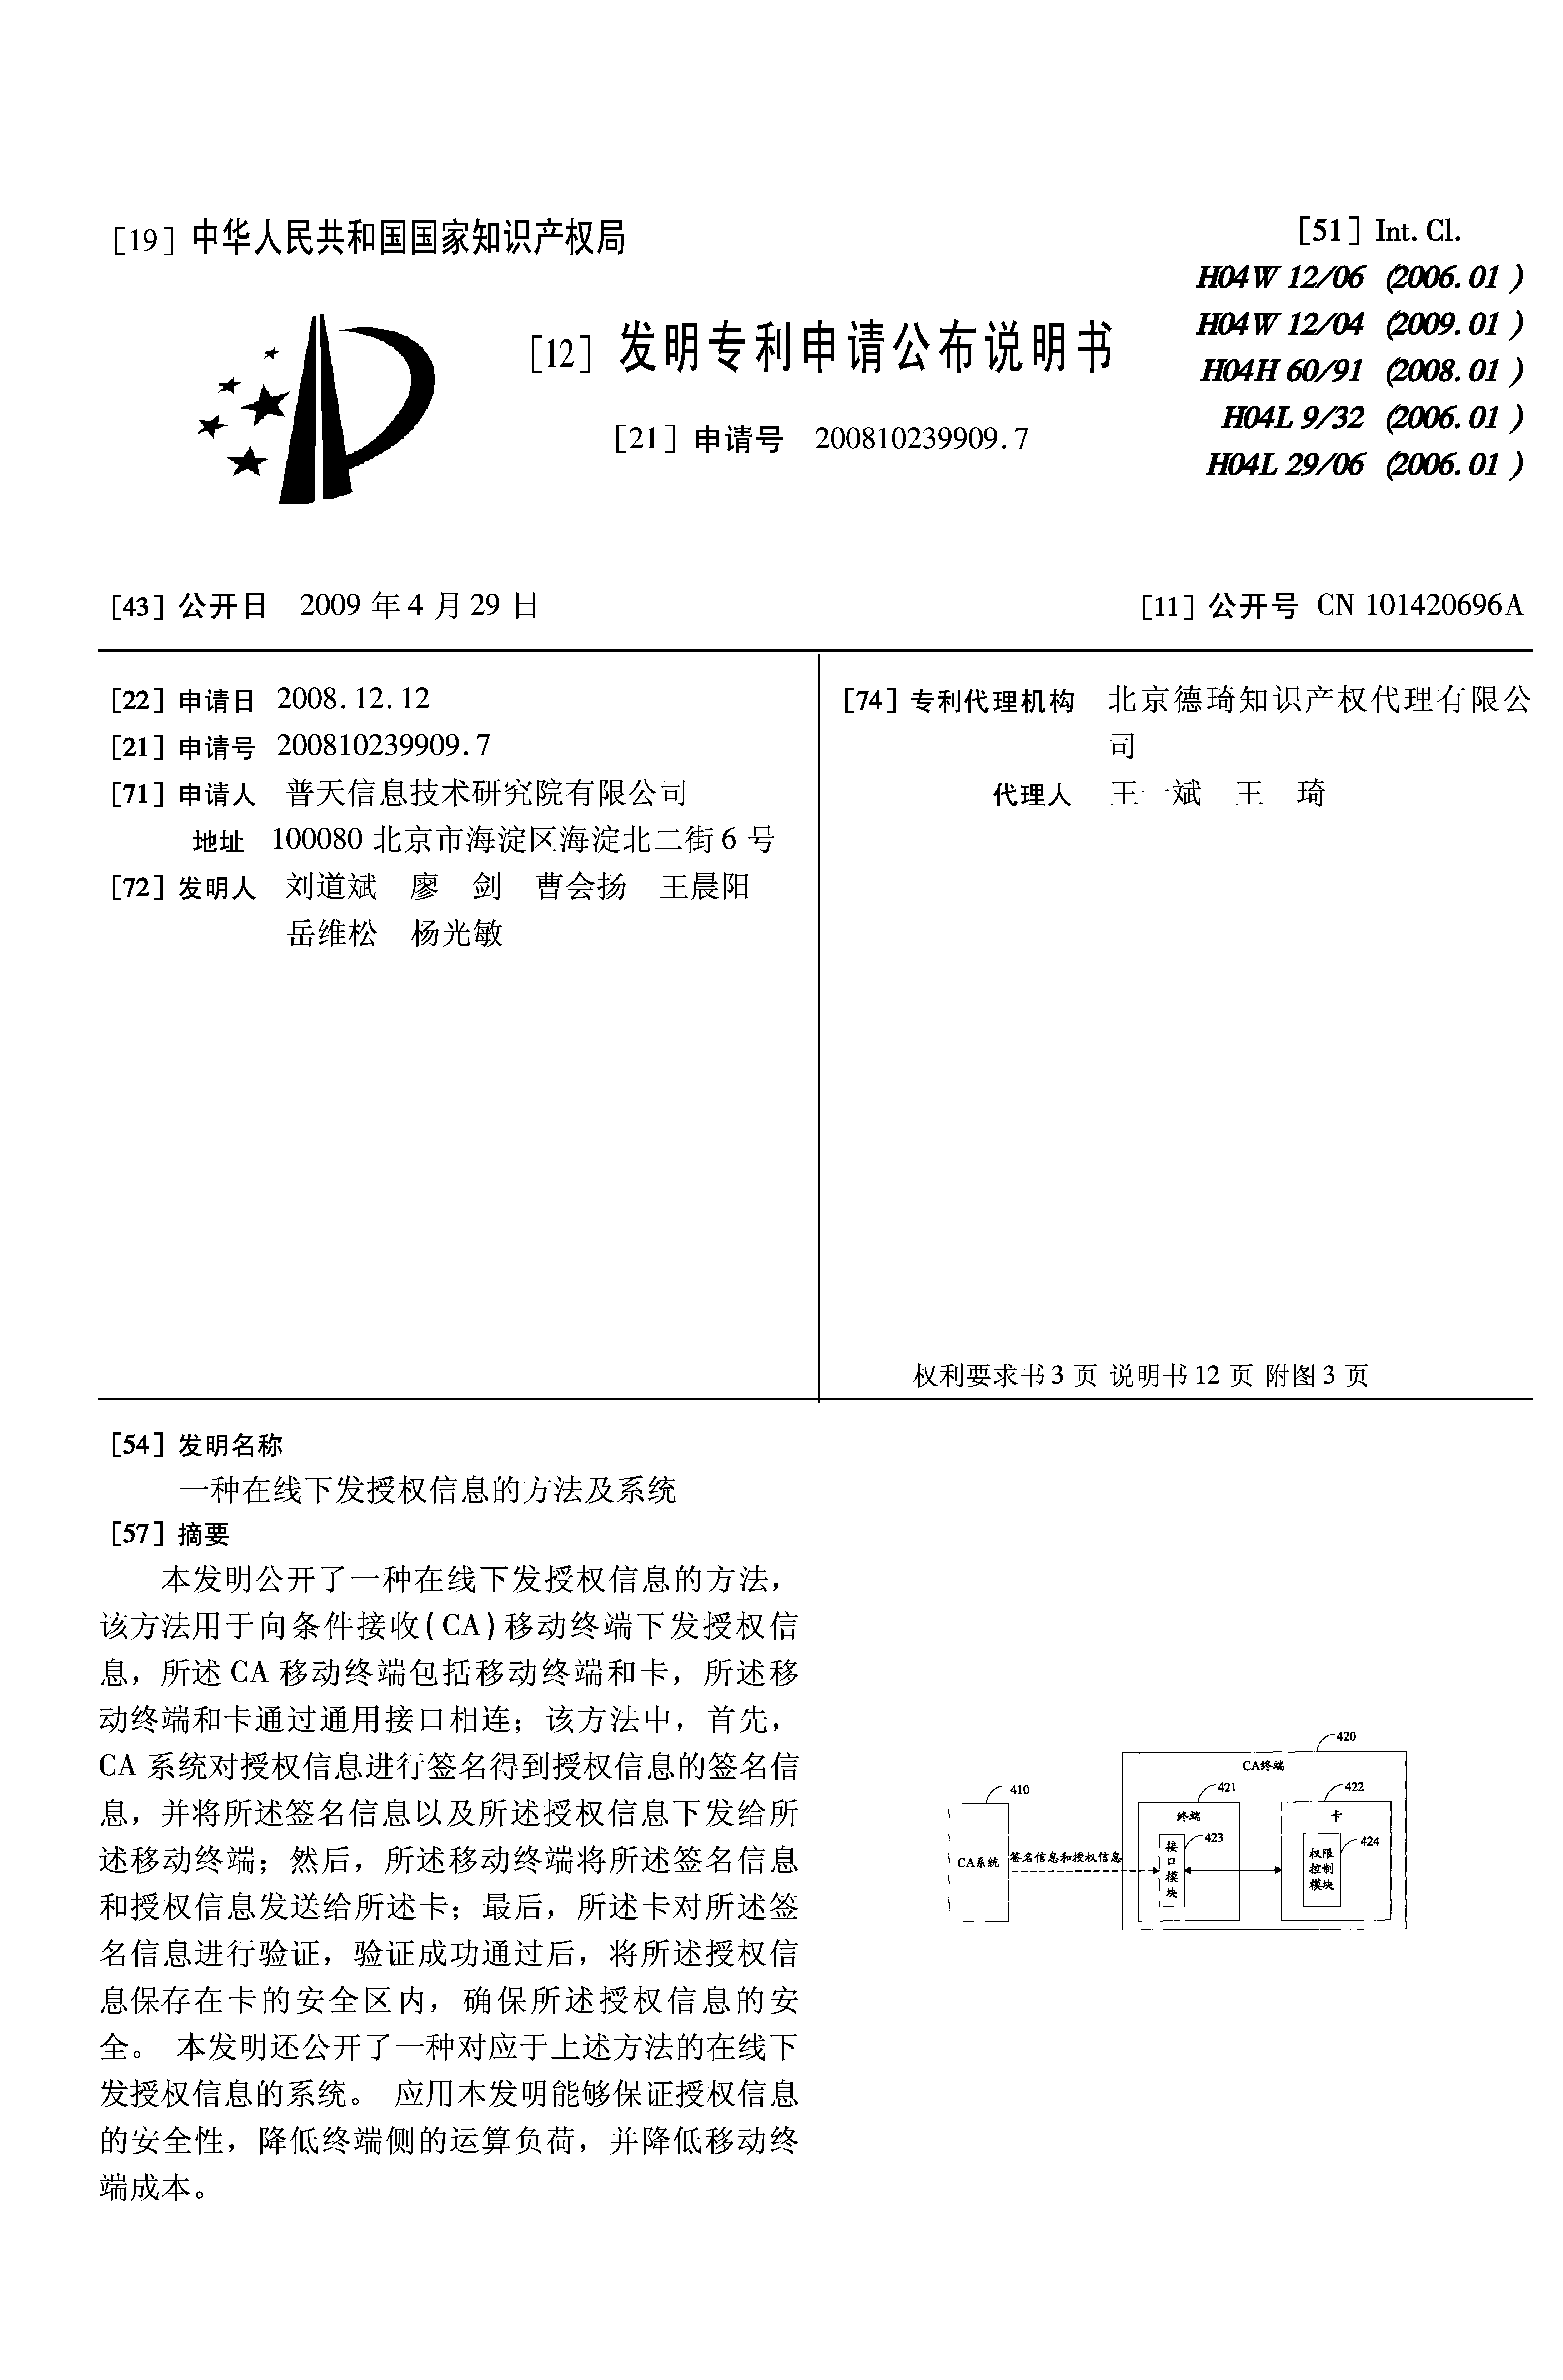 [19] 中华人民共和国国家知识产权局
[12] 发明专利申请公布说明书
[21] 申请号 200810239909.7
[51] Int. Cl.
H04W 12/06 (2006.01)
H04W 12/04 (2009.01)
H04H 60/91 (2008.01)
H04L 9/32 (2006.01)
H04L 29/06 (2006.01)
[43] 公开日 2009 年 4 月 29 日
[11] 公开号 CN 101420696A
[22] 申请日 2008.12.12
[21] 申请号 200810239909.7
[71] 申请人 普天信息技术研究院有限公司
地址 100080 北京市海淀区海淀北二街 6 号
[72] 发明人 刘道斌 廖 剑 曹会扬 王晨阳
岳维松 杨光敏
[74] 专利代理机构 北京德琦知识产权代理有限公
司
代理人 王一斌 王 琦
权利要求书 3 页 说明书 12 页 附图 3 页
[54] 发明名称
一种在线下发授权信息的方法及系统
[57] 摘要
本发明公开了一种在线下发授权信息的方法，
该方法用于向条件接收(CA)移动终端下发授权信
息，所述 CA 移动终端包括移动终端和卡，所述移
动终端和卡通过通用接口相连；该方法中，首先，
CA 系统对授权信息进行签名得到授权信息的签名信
息，并将所述签名信息以及所述授权信息下发给所
述移动终端；然后，所述移动终端将所述签名信息
和授权信息发送给所述卡；最后，所述卡对所述签
名信息进行验证，验证成功通过后，将所述授权信
息保存在卡的安全区内，确保所述授权信息的安
全。 本发明还公开了一种对应于上述方法的在线下
发授权信息的系统。 应用本发明能够保证授权信息
的安全性，降低终端侧的运算负荷，并降低移动终
端成本。
420
CA终端
410
421
422
终端
卡
423
424
CA系统
签名信息和授权信息
接口模块
权限
控制
模块